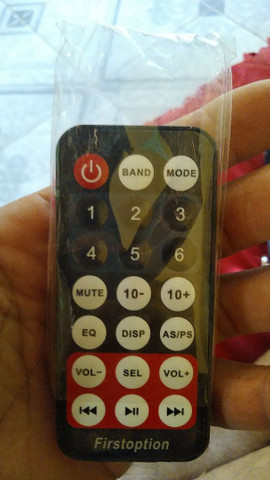 BAND MODE
1 2 3
4 5 6
MUTE 10- 10+
EQ DISP AS/PS
VOL- SEL VOL+
Firstoption